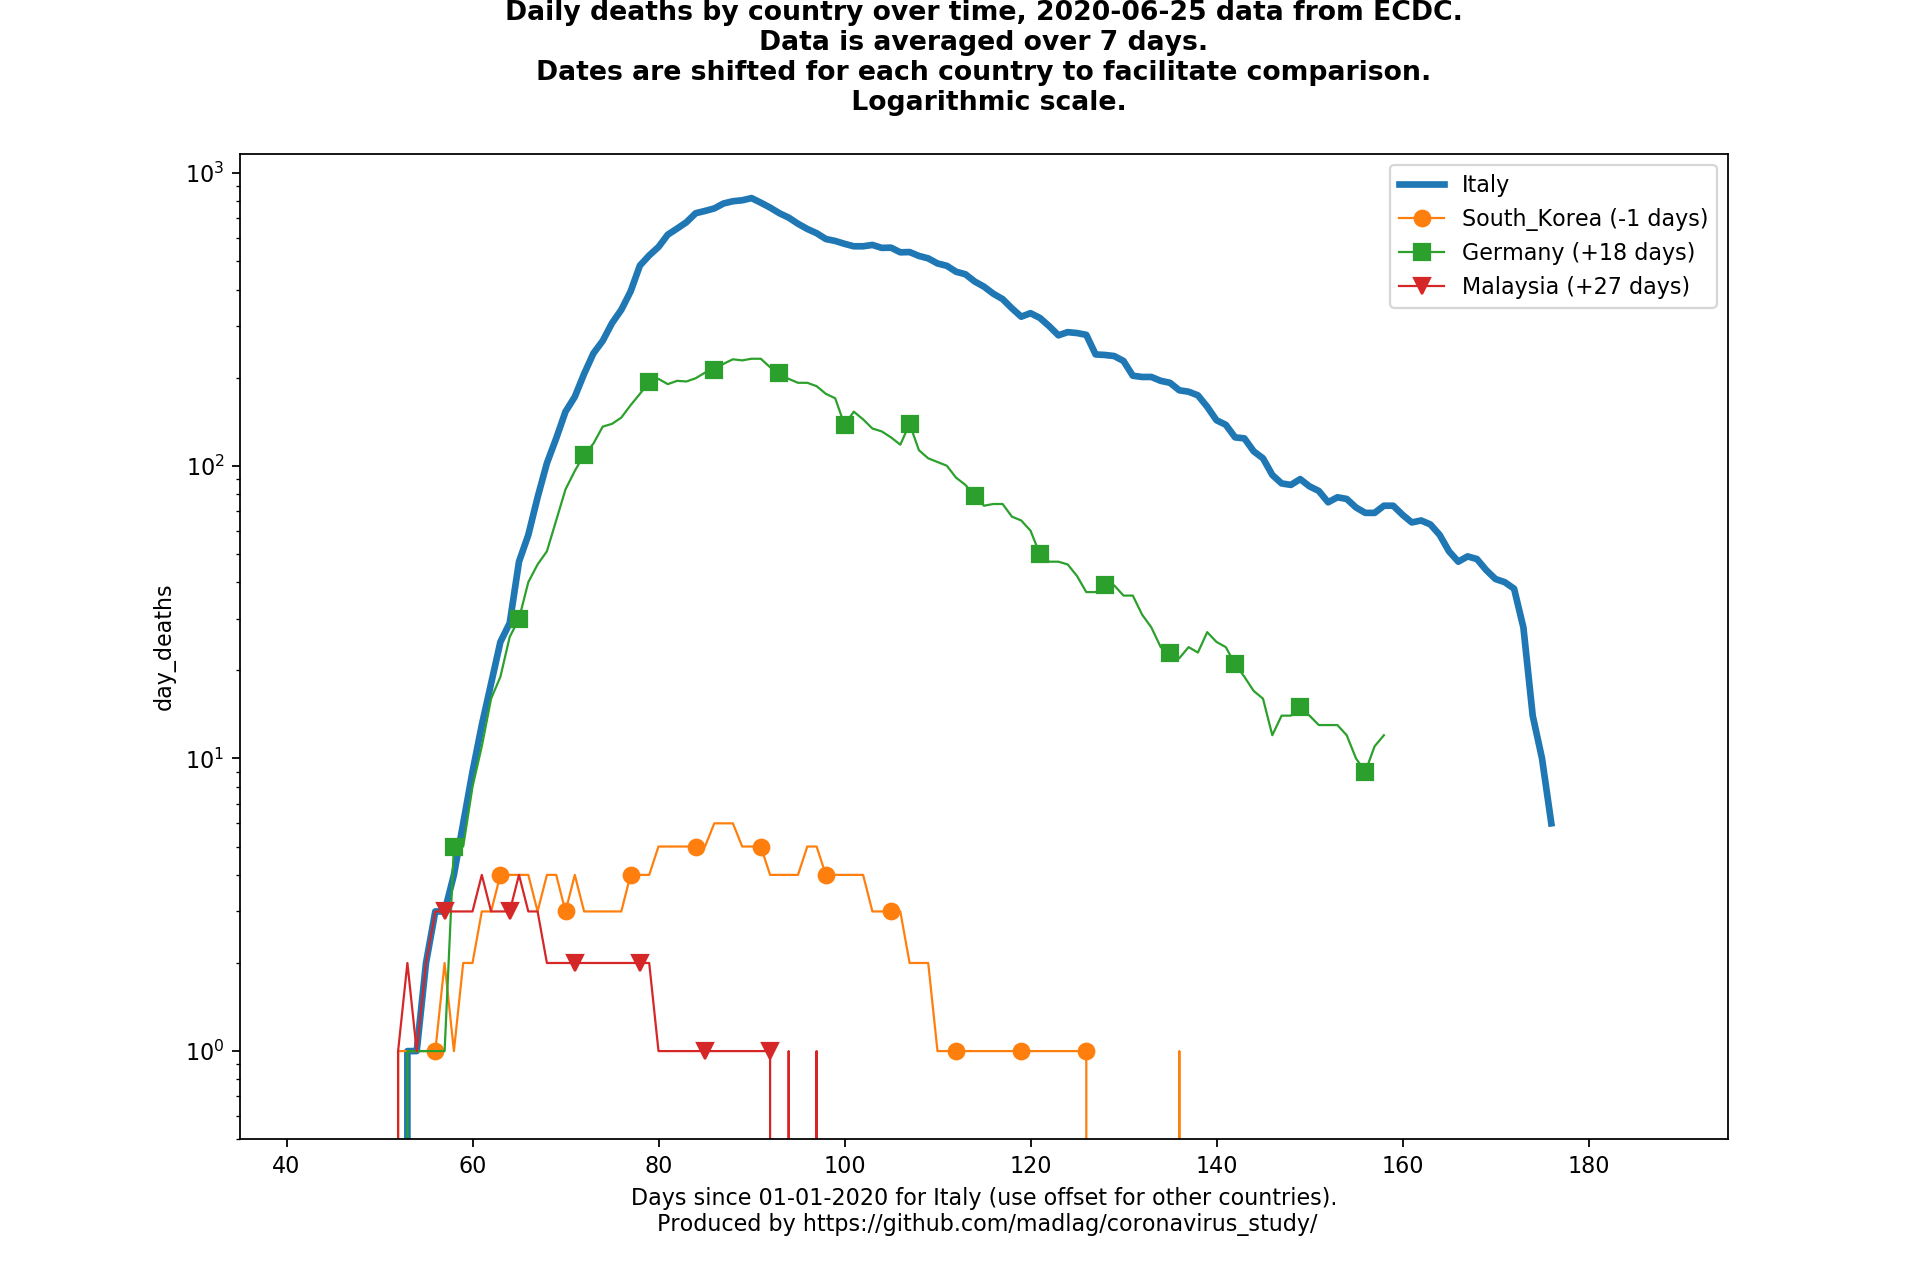 Daily deaths by country over time, 2020-06-25 data from ECDC.
Data is averaged over 7 days.
Dates are shifted for each country to facilitate comparison.
Logarithmic scale.
10³
10²
10¹
10⁰
day_deaths
Italy
South_Korea (-1 days)
Germany (+18 days)
Malaysia (+27 days)
40 60 80 100 120 140 160 180
Days since 01-01-2020 for Italy (use offset for other countries).
Produced by https://github.com/madlag/coronavirus_study/